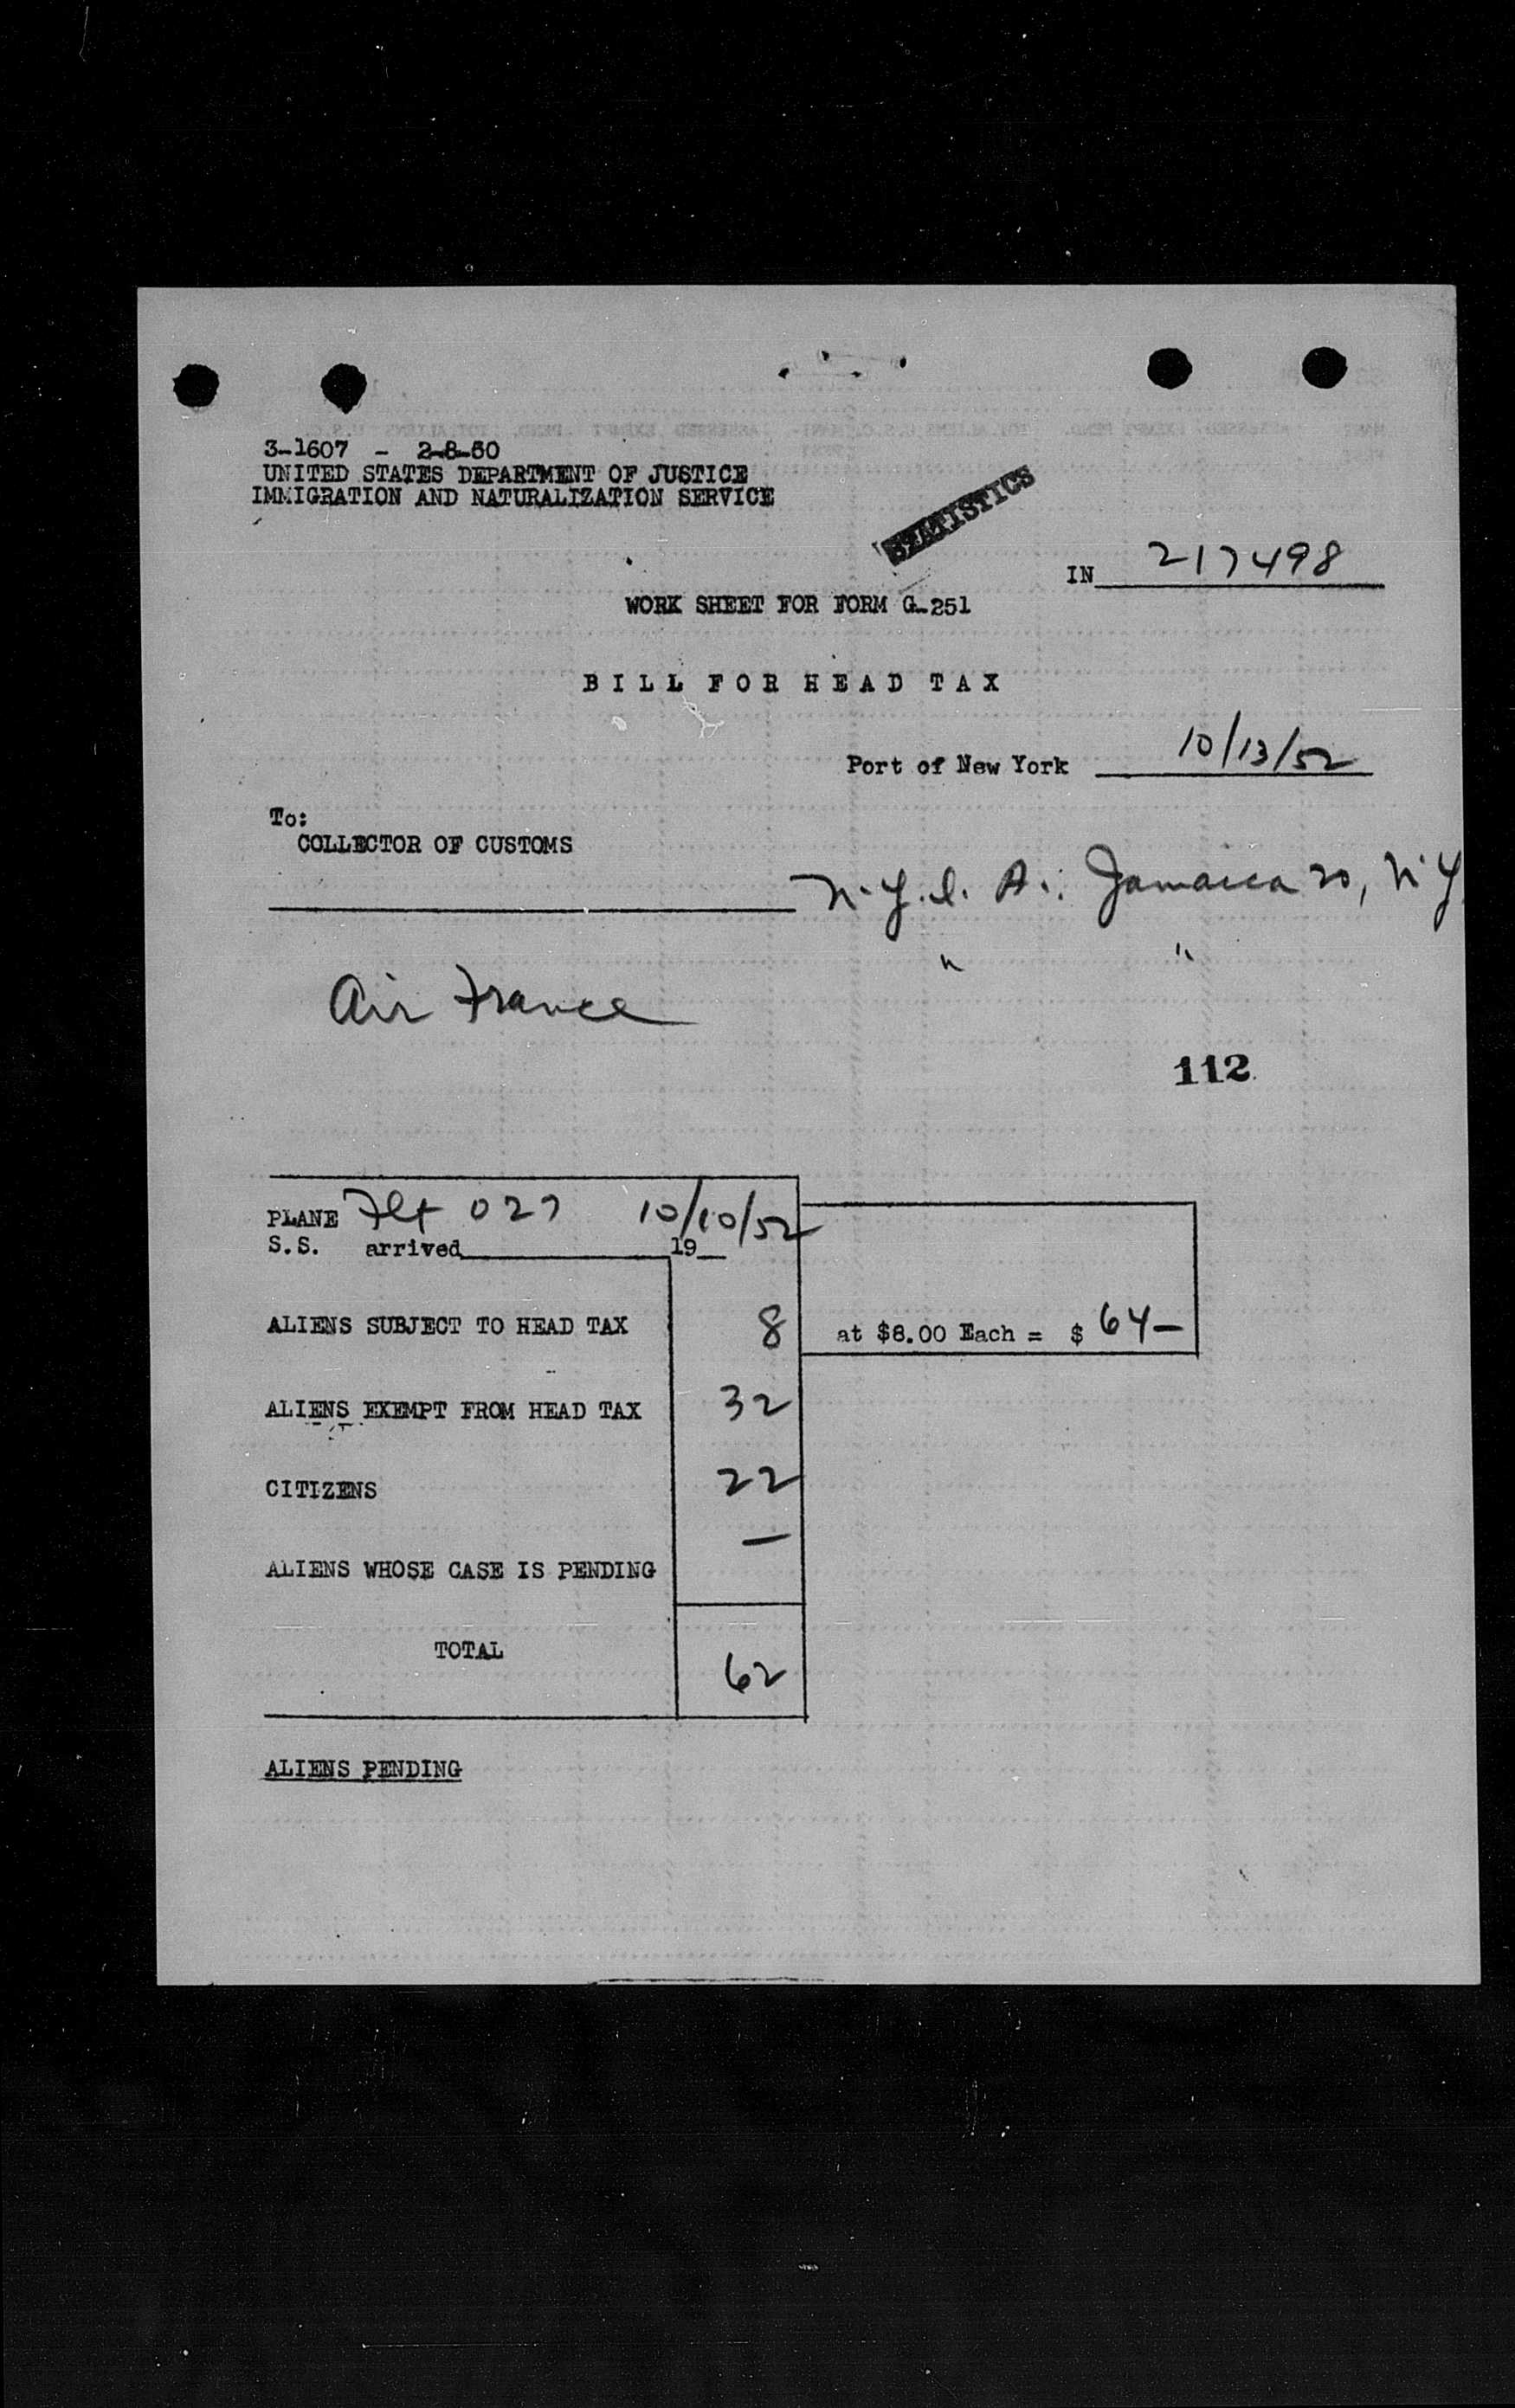 3-1607 - 2-8-50
UNITED STATES DEPARTMENT OF JUSTICE
IMMIGRATION AND NATURALIZATION SERVICE
STATISTICS
IN 217498
WORK SHEET FOR FORM G-251
BILL FOR HEAD TAX
Port of New York 10/13/52
To:
COLLECTOR OF CUSTOMS
N.Y.I.A. Jamaica 20, N.Y.
" "
Air France
112
PLANE Flt 027 10/10/52
S.S. arrived 19
ALIENS SUBJECT TO HEAD TAX 8 at $8.00 Each = $ 64—
ALIENS EXEMPT FROM HEAD TAX 32
CITIZENS 22
ALIENS WHOSE CASE IS PENDING —
TOTAL 62
ALIENS PENDING